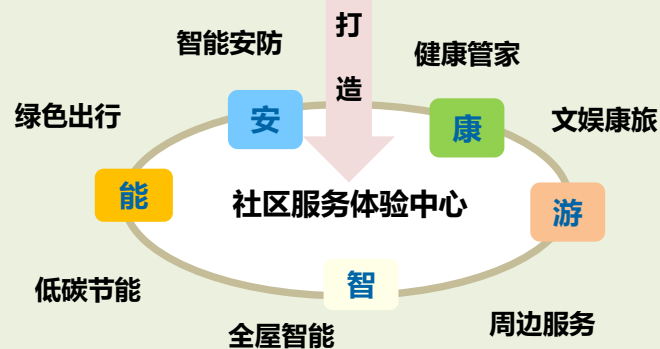 打
造
智能安防
健康管家
绿色出行
安
康
文娱康旅
能
社区服务体验中心
游
智
低碳节能
全屋智能
周边服务